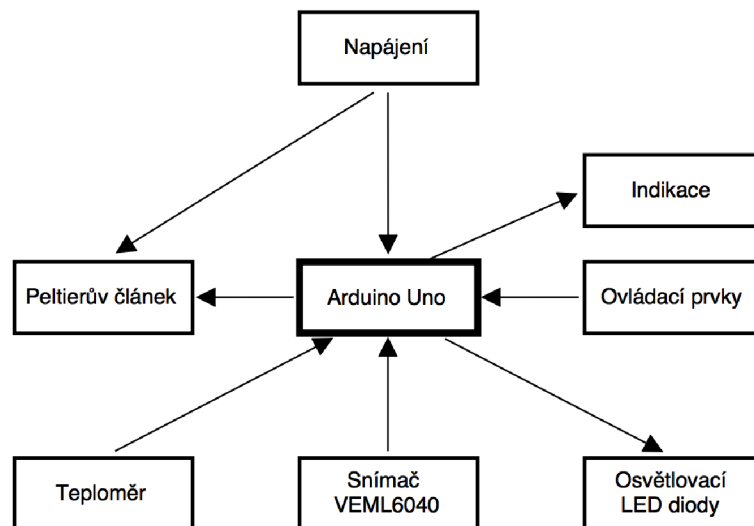 Napájení
Indikace
Peltierův článek
Arduino Uno
Ovládací prvky
Teploměr
Snímač
VEML6040
Osvětlovací
LED diody